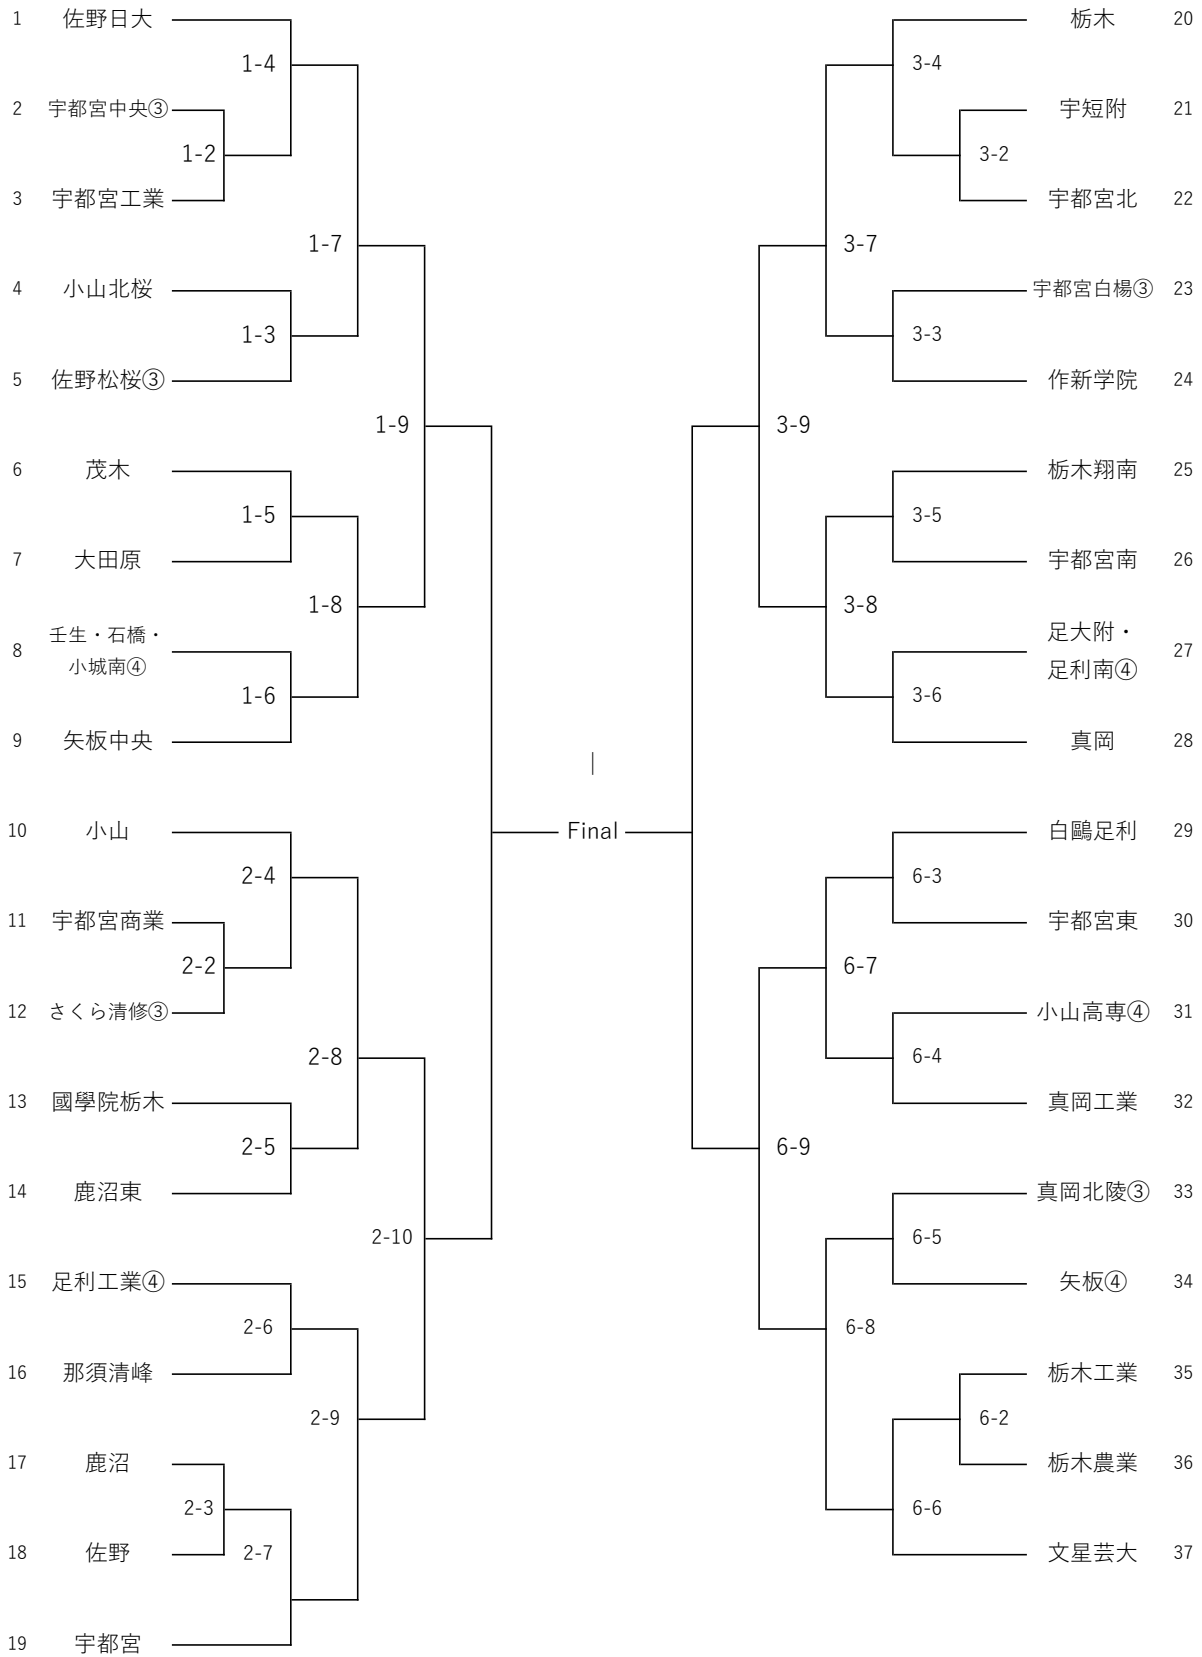 1 佐野日大
1-4
2 宇都宮中央③
1-2
3 宇都宮工業
1-7
4 小山北桜
1-3
5 佐野松桜③
1-9
6 茂木
1-5
7 大田原
1-8
壬生・石橋・
8
小城南④
1-6
9 矢板中央
10 小山
2-4
11 宇都宮商業
2-2
12 さくら清修③
2-8
13 國學院栃木
2-5
14 鹿沼東
2-10
15 足利工業④
2-6
16 那須清峰
2-9
17 鹿沼
2-3
18 佐野
2-7
19 宇都宮
|
Final
栃木 20
3-4
宇短附 21
3-2
宇都宮北 22
3-7
宇都宮白楊③ 23
3-3
作新学院 24
3-9
栃木翔南 25
3-5
宇都宮南 26
3-8
足大附・
27
足利南④
3-6
真岡 28
白鷗足利 29
6-3
宇都宮東 30
6-7
小山高専④ 31
6-4
真岡工業 32
6-9
真岡北陵③ 33
6-5
矢板④ 34
6-8
栃木工業 35
6-2
栃木農業 36
6-6
文星芸大 37